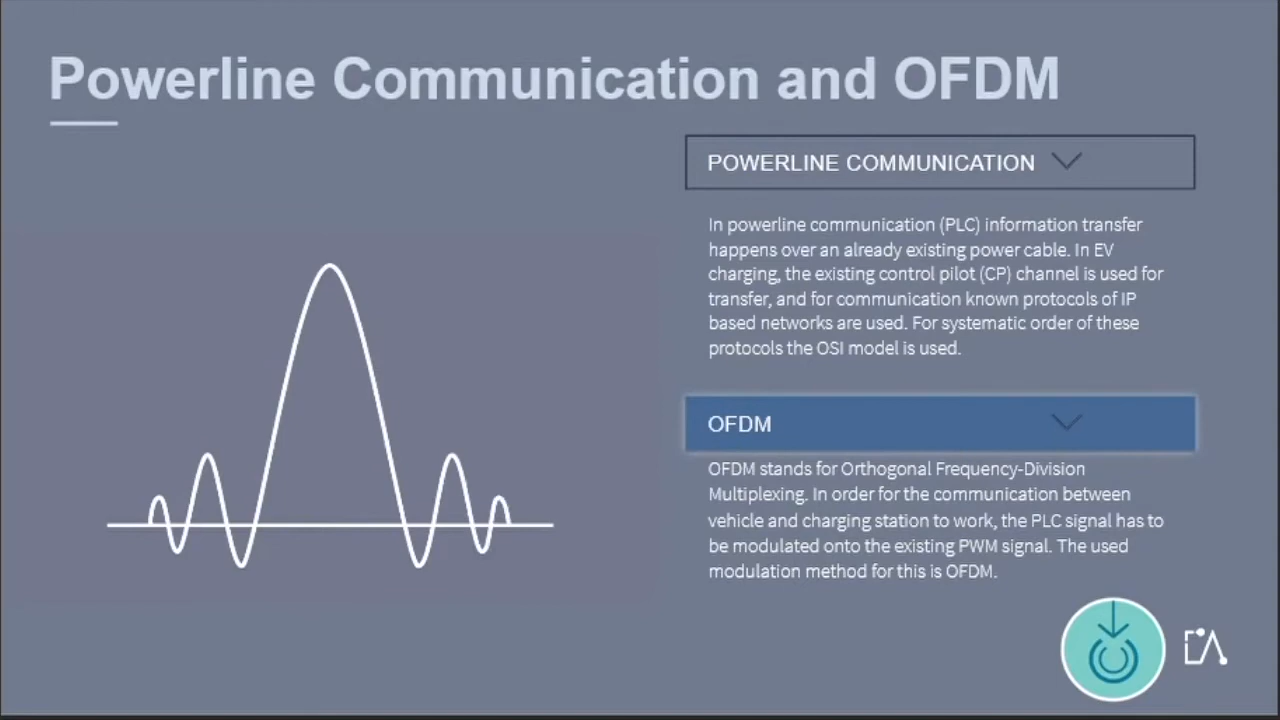 Powerline Communication and OFDM
POWERLINE COMMUNICATION
In powerline communication (PLC) information transfer
happens over an already existing power cable. In EV
charging, the existing control pilot (CP) channel is used for
transfer, and for communication known protocols of IP
based networks are used. For systematic order of these
protocols the OSI model is used.
OFDM
OFDM stands for Orthogonal Frequency-Division
Multiplexing. In order for the communication between
vehicle and charging station to work, the PLC signal has to
be modulated onto the existing PWM signal. The used
modulation method for this is OFDM.